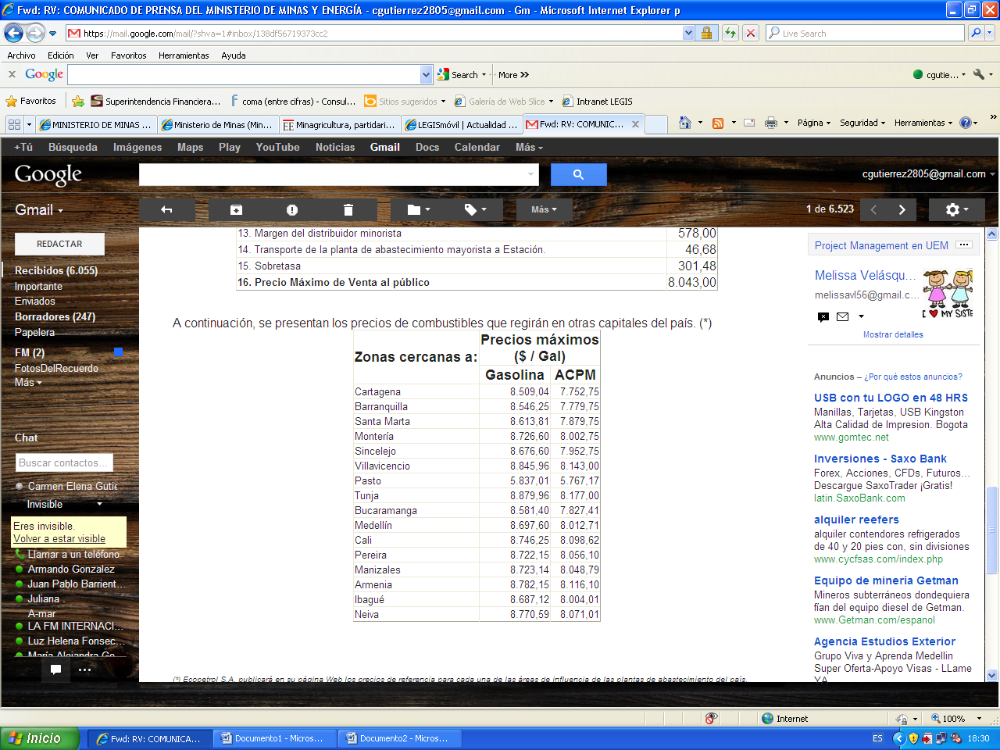 Fwd: RV: COMUNICADO DE PRENSA DEL MINISTERIO DE MINAS Y ENERGÍA - cgutierrez2805@gmail.com - Gm - Microsoft Internet Explorer p
https://mail.google.com/mail/?shva=1#inbox/138df56719373cc2
Live Search
Archivo Edición Ver Favoritos Herramientas Ayuda
x Google Search More >> cgutie...
Favoritos Superintendencia Financiera... coma (entre cifras) - Consul... Sitios sugeridos Galería de Web Slice Intranet LEGIS
MINISTERIO DE MINAS ... Ministerio de Minas (Min... Minagricultura, partidari... LEGISmóvil | Actualidad ... Fwd: RV: COMUNIC... X Página Seguridad Herramientas
+Tú Búsqueda Imágenes Maps Play YouTube Noticias Gmail Docs Calendar Más
Google
cgutierrez2805@gmail.com
Gmail
Más
1 de 6.523
REDACTAR
Recibidos (6.055)
Importante
Enviados
Borradores (247)
Papelera
FM (2)
FotosDelRecuerdo
Más
Chat
Buscar contactos...
Carmen Elena Gutie
Invisible
Eres invisible.
Volver a estar visible
Llamar a un teléfono
Armando Gonzalez
Juan Pablo Barrient...
Juliana .
A-mar
LA FM INTERNACI...
Luz Helena Fonsec...
María Alejandra Go...
13. Margen del distribuidor minorista 578,00
14. Transporte de la planta de abastecimiento mayorista a Estación. 46,68
15. Sobretasa 301,48
16. Precio Máximo de Venta al público 8.043,00
A continuación, se presentan los precios de combustibles que regirán en otras capitales del país. (*)
Zonas cercanas a: Precios máximos
($ / Gal)
Gasolina ACPM
Cartagena 8.509,04 7.752,75
Barranquilla 8.546,25 7.779,75
Santa Marta 8.613,81 7.879,75
Montería 8.726,60 8.002,75
Sincelejo 8.676,60 7.952,75
Villavicencio 8.845,96 8.143,00
Pasto 5.837,01 5.767,17
Tunja 8.879,96 8.177,00
Bucaramanga 8.581,40 7.827,41
Medellín 8.697,60 8.012,71
Cali 8.746,25 8.098,62
Pereira 8.722,15 8.056,10
Manizales 8.723,14 8.048,79
Armenia 8.782,15 8.116,10
Ibagué 8.687,12 8.004,01
Neiva 8.770,59 8.071,01
(*) Ecopetrol S.A. publicará en su página Web los precios de referencia para cada una de las áreas de influencia de las plantas de abastecimiento del país.
Project Management en UEM
Melissa Velásqu...
melissavl56@gmail.c...
I ♥ MY SISTE
Mostrar detalles
Anuncios – ¿Por qué estos anuncios?
USB con tu LOGO en 48 HRS
Manillas, Tarjetas, USB Kingston
Alta Calidad de Impresion. Bogota
www.gomtec.net
Inversiones - Saxo Bank
Forex, Acciones, CFDs, Futuros...
Descargue SaxoTrader ¡Gratis!
latin.SaxoBank.com
alquiler reefers
alquiler contendores refrigerados
de 40 y 20 pies con, sin divisiones
www.cycfsas.com/index.php
Equipo de minería Getman
Mineros subterráneos dondequiera
fían del equipo diesel de Getman.
www.Getman.com/espanol
Agencia Estudios Exterior
Grupo Viva y Aprenda Medellin
Super Oferta-Apoyo Visas - LLame
YA
Internet 100%
Inicio Fwd: RV: COMUNICA... Documento1 - Micros... Documento2 - Micros... ES 18:30